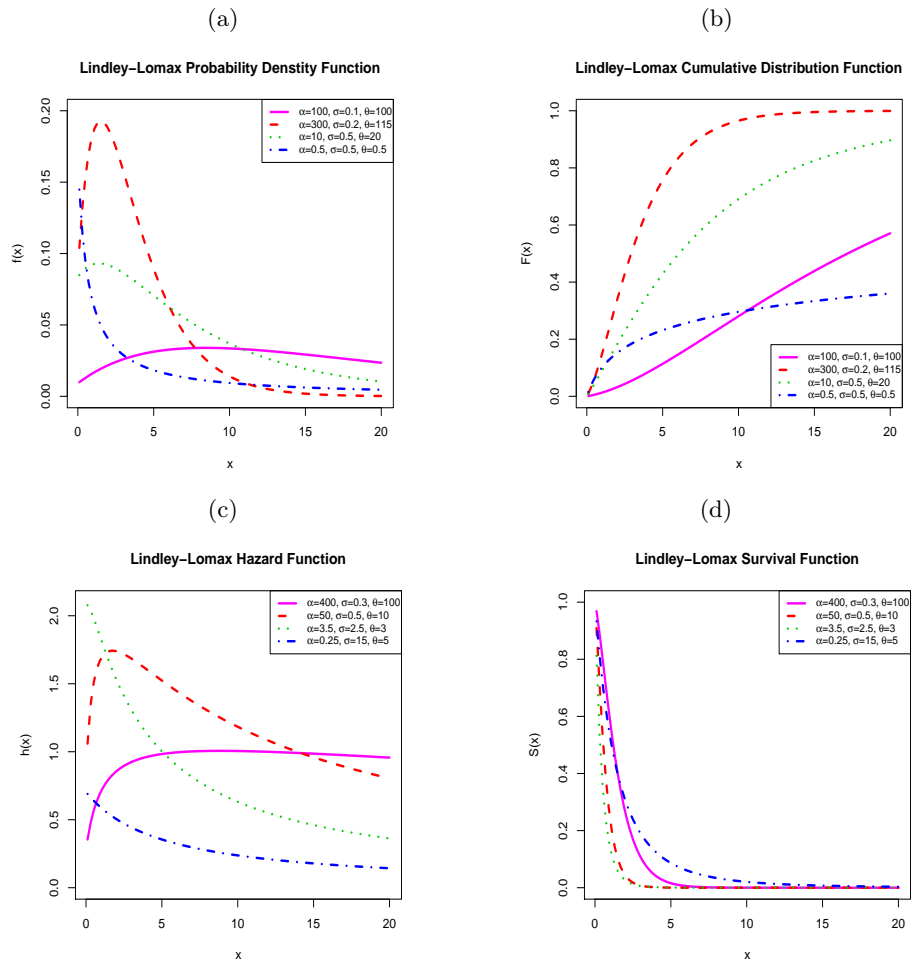 (a)
Lindley−Lomax Probability Denstity Function
α=100, σ=0.1, θ=100
α=300, σ=0.2, θ=115
α=10, σ=0.5, θ=20
α=0.5, σ=0.5, θ=0.5
f(x)
0.20
0.15
0.10
0.05
0.00
0 5 10 15 20
x
(b)
Lindley−Lomax Cumulative Distribution Function
F(x)
1.0
0.8
0.6
0.4
0.2
0.0
α=100, σ=0.1, θ=100
α=300, σ=0.2, θ=115
α=10, σ=0.5, θ=20
α=0.5, σ=0.5, θ=0.5
0 5 10 15 20
x
(c)
Lindley−Lomax Hazard Function
α=400, σ=0.3, θ=100
α=50, σ=0.5, θ=10
α=3.5, σ=2.5, θ=3
α=0.25, σ=15, θ=5
h(x)
2.0
1.5
1.0
0.5
0.0
0 5 10 15 20
x
(d)
Lindley−Lomax Survival Function
α=400, σ=0.3, θ=100
α=50, σ=0.5, θ=10
α=3.5, σ=2.5, θ=3
α=0.25, σ=15, θ=5
S(x)
1.0
0.8
0.6
0.4
0.2
0.0
0 5 10 15 20
x